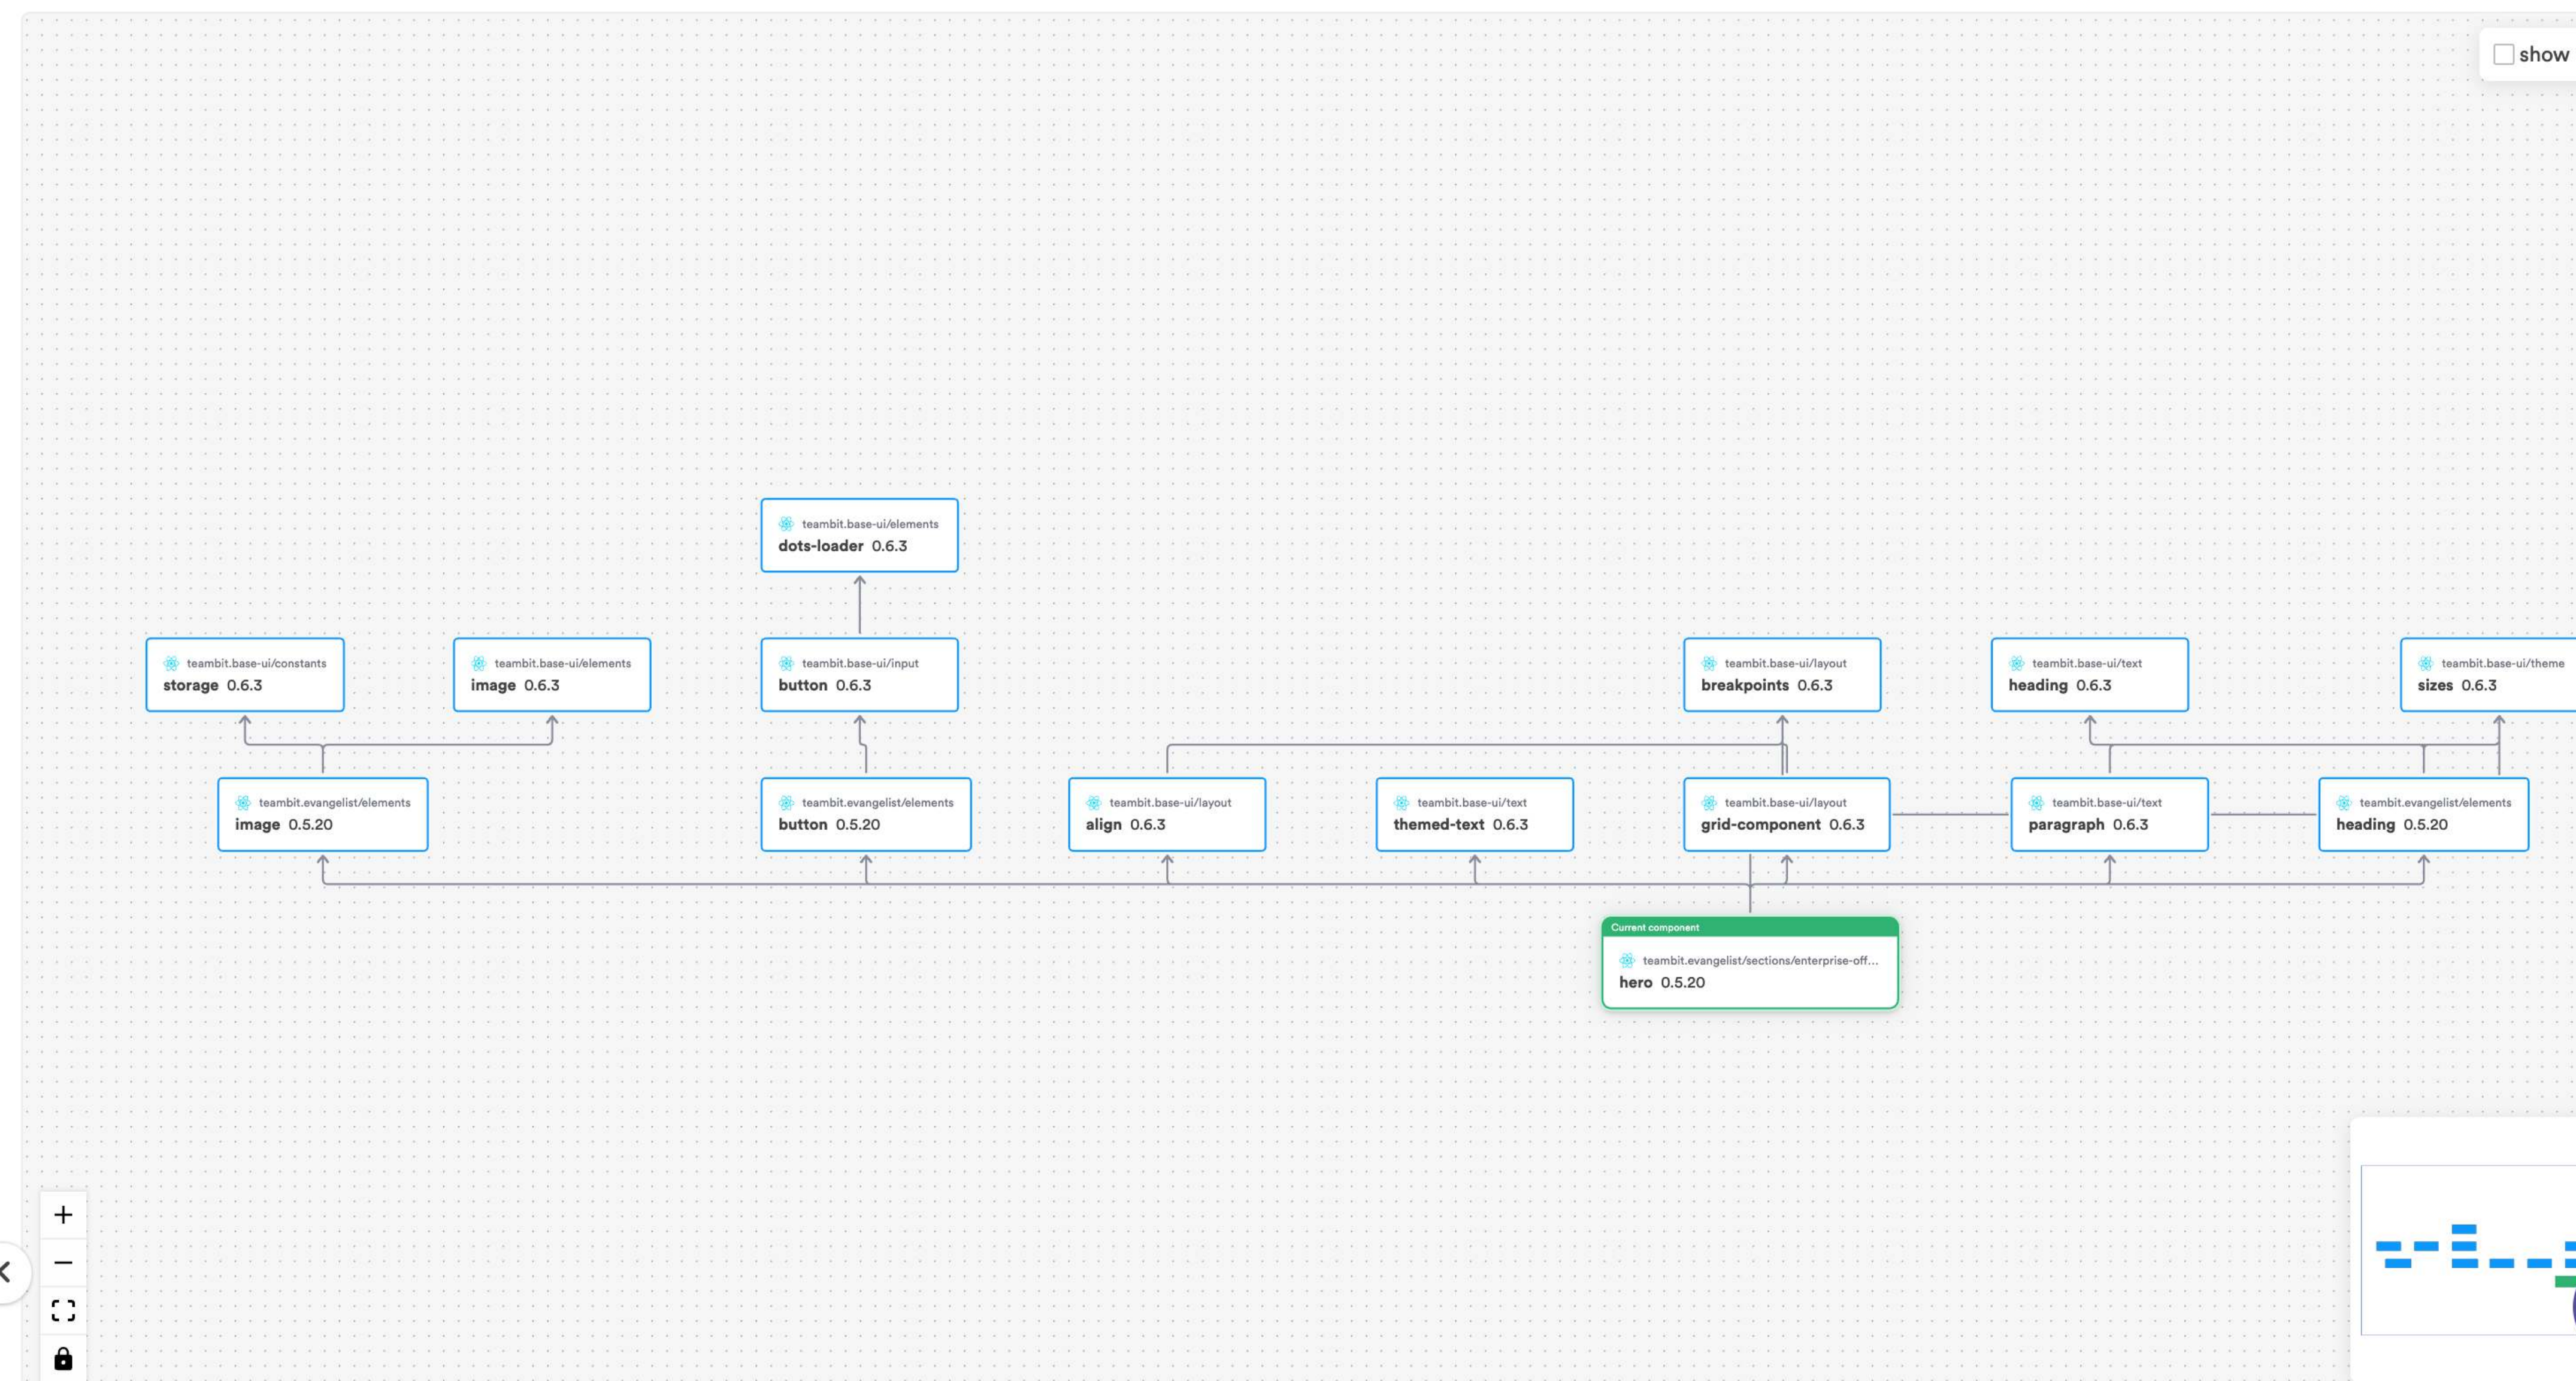 show
teambit.base-ui/elements
dots-loader 0.6.3
teambit.base-ui/constants
storage 0.6.3
teambit.base-ui/elements
image 0.6.3
teambit.base-ui/input
button 0.6.3
teambit.base-ui/layout
breakpoints 0.6.3
teambit.base-ui/text
heading 0.6.3
teambit.base-ui/theme
sizes 0.6.3
teambit.evangelist/elements
image 0.5.20
teambit.evangelist/elements
button 0.5.20
teambit.base-ui/layout
align 0.6.3
teambit.base-ui/text
themed-text 0.6.3
teambit.base-ui/layout
grid-component 0.6.3
teambit.base-ui/text
paragraph 0.6.3
teambit.evangelist/elements
heading 0.5.20
Current component
teambit.evangelist/sections/enterprise-off...
hero 0.5.20